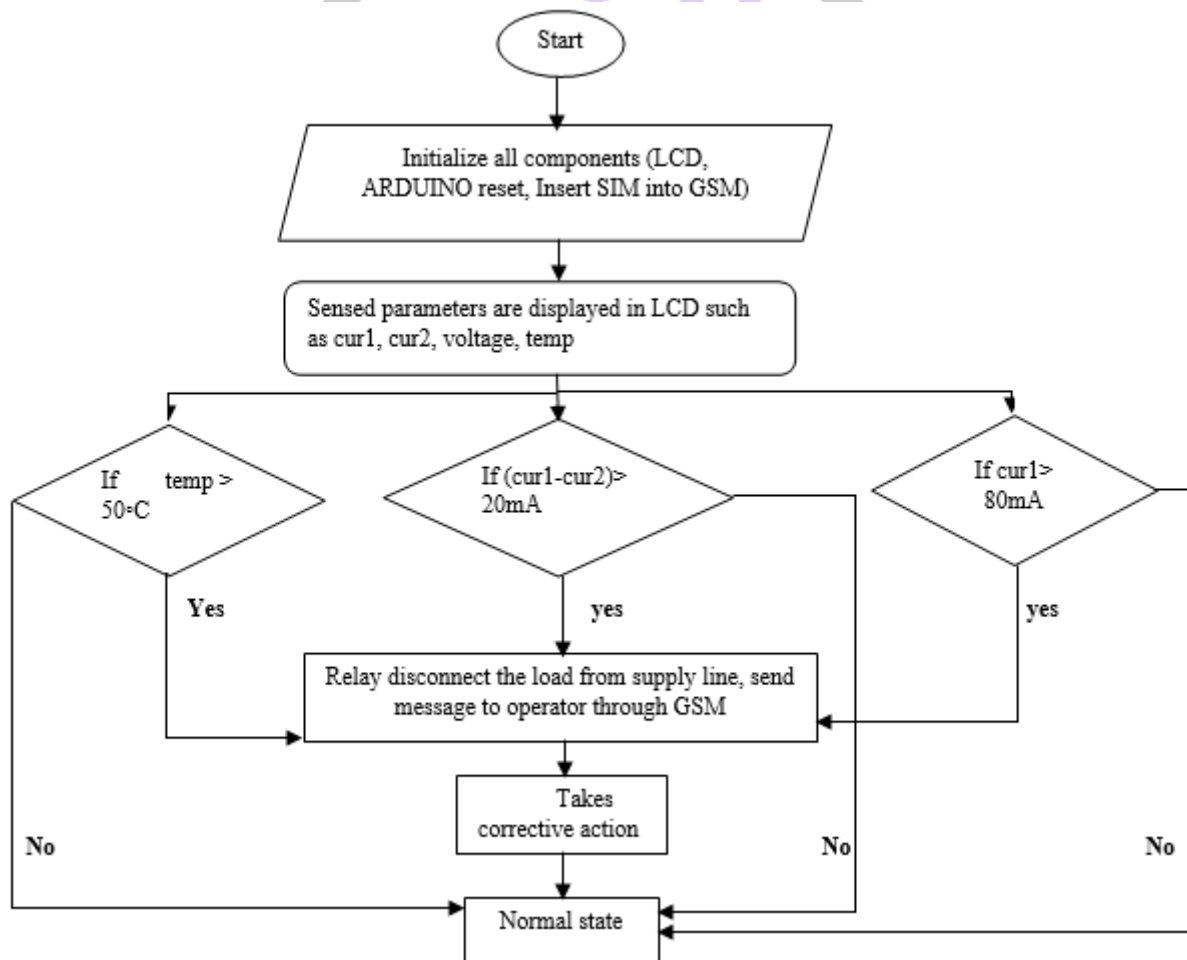 Start
Initialize all components (LCD,
ARDUINO reset, Insert SIM into GSM)
Sensed parameters are displayed in LCD such
as cur1, cur2, voltage, temp
If temp >
50°C
If (cur1-cur2)>
20mA
If cur1>
80mA
Yes
yes
yes
Relay disconnect the load from supply line, send
message to operator through GSM
Takes
corrective action
No
No
No
Normal state